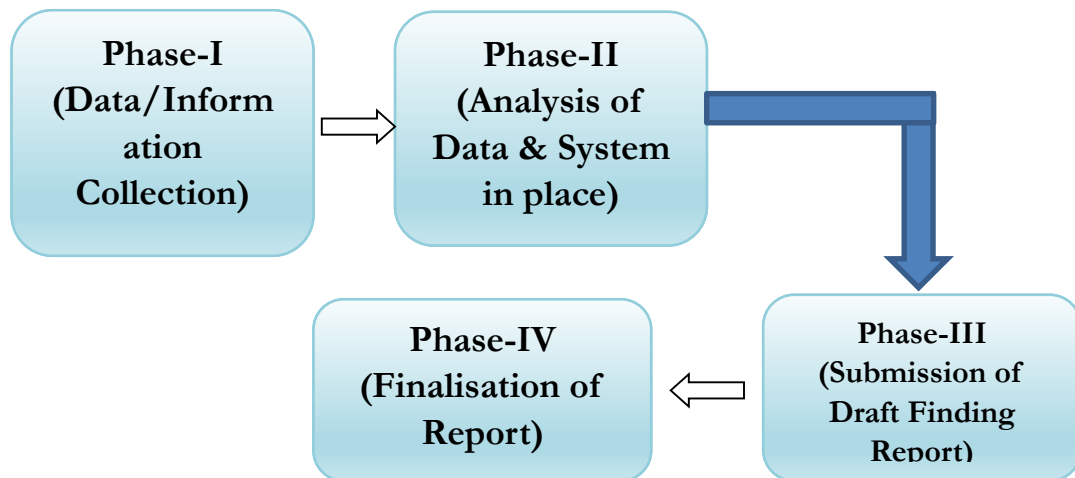 Phase-I
(Data/Inform
ation
Collection)
Phase-II
(Analysis of
Data & System
in place)
Phase-III
(Submission of
Draft Finding
Report)
Phase-IV
(Finalisation of
Report)